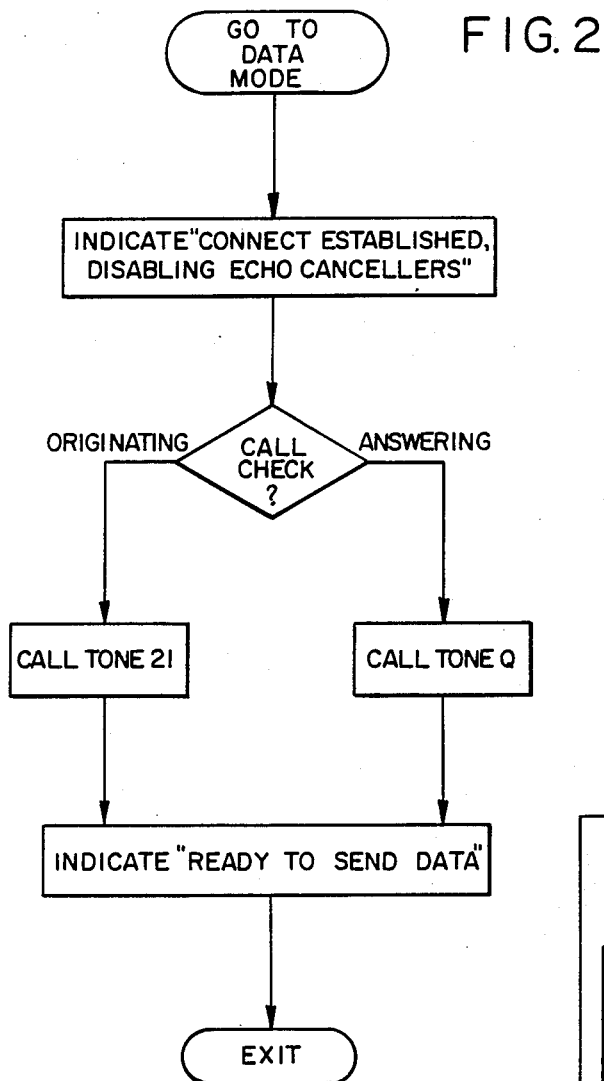 GO TO
DATA
MODE
FIG. 2
INDICATE "CONNECT ESTABLISHED,
DISABLING ECHO CANCELLERS"
ORIGINATING
CALL
CHECK
?
ANSWERING
CALL TONE 21
CALL TONE Q
INDICATE "READY TO SEND DATA"
EXIT